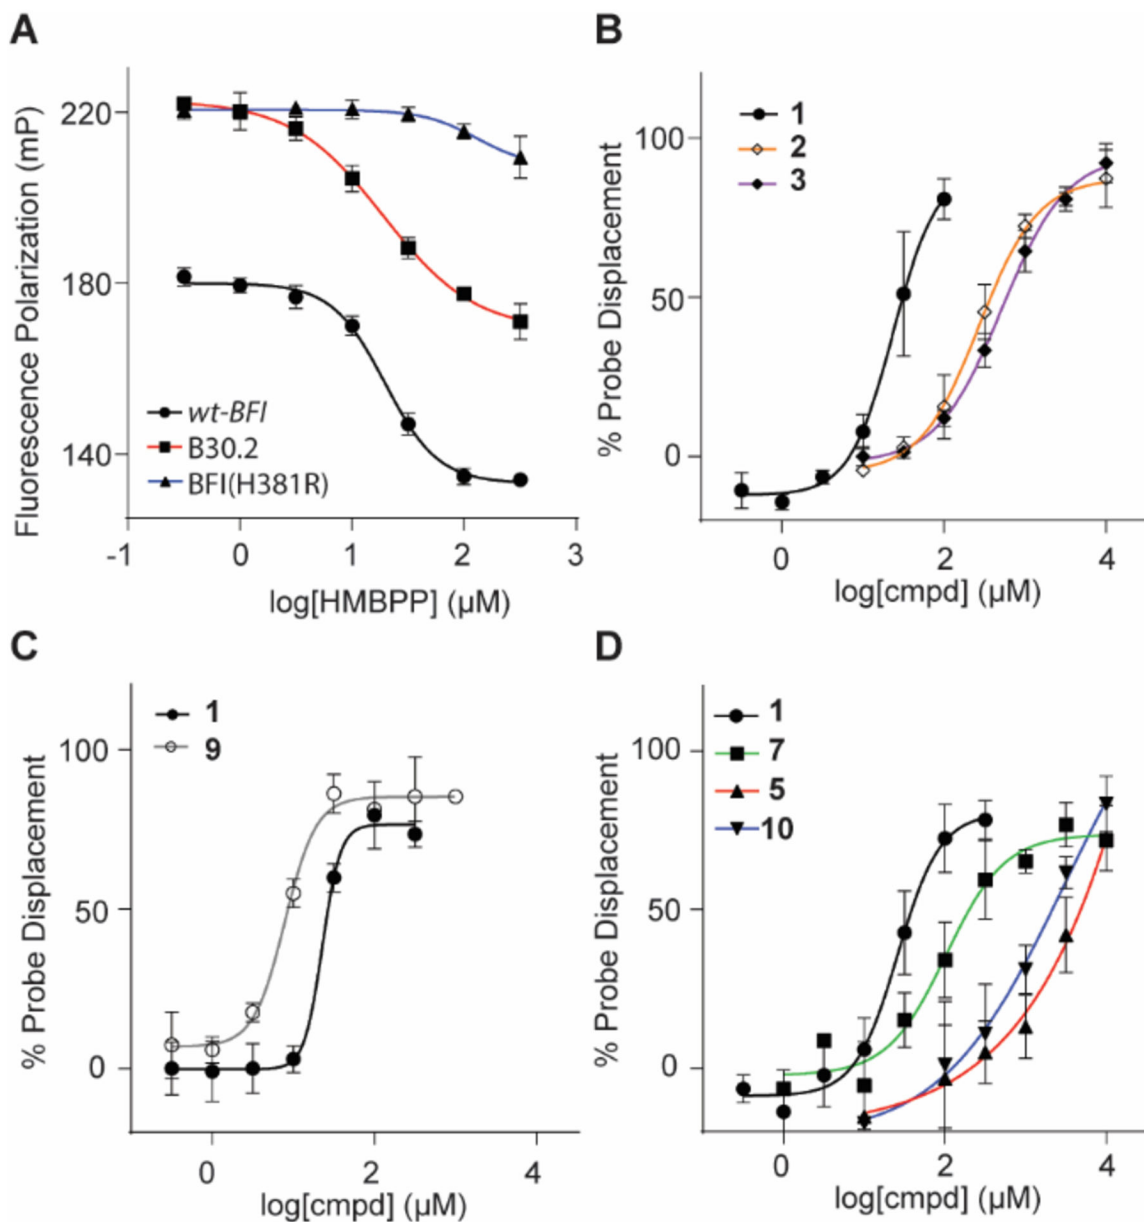 A
Fluorescence Polarization (mP)
220
180
140
wt-BFI
B30.2
BFI(H381R)
-1 0 1 2 3
log[HMBPP] (µM)
B
% Probe Displacement
1
2
3
100
50
0
0 2 4
log[cmpd] (µM)
C
% Probe Displacement
1
9
100
50
0
0 2 4
log[cmpd] (µM)
D
% Probe Displacement
1
7
5
10
100
50
0
0 2 4
log[cmpd] (µM)